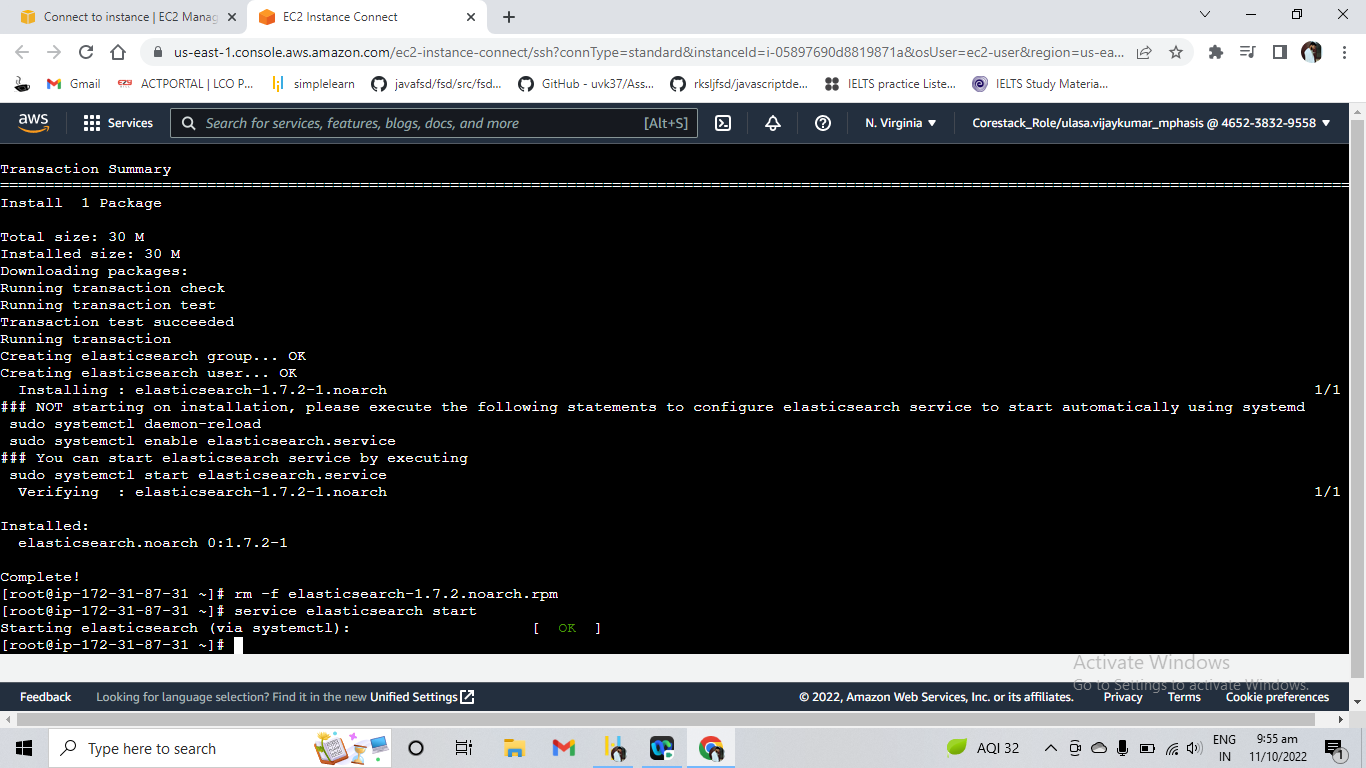 Connect to instance | EC2 Manag
EC2 Instance Connect
us-east-1.console.aws.amazon.com/ec2-instance-connect/ssh?connType=standard&instanceId=i-05897690d8819871a&osUser=ec2-user&region=us-ea...
Gmail
ACTPORTAL | LCO P...
simplelearn
javafsd/fsd/src/fsd...
GitHub - uvk37/Ass...
rksljfsd/javascriptde...
IELTS practice Liste...
IELTS Study Materia...
aws
Services
Search for services, features, blogs, docs, and more
[Alt+S]
N. Virginia
Corestack_Role/ulasa.vijaykumar_mphasis @ 4652-3832-9558
Transaction Summary
================================================================================
Install  1 Package
Total size: 30 M
Installed size: 30 M
Downloading packages:
Running transaction check
Running transaction test
Transaction test succeeded
Running transaction
Creating elasticsearch group... OK
Creating elasticsearch user... OK
  Installing : elasticsearch-1.7.2-1.noarch 1/1
### NOT starting on installation, please execute the following statements to configure elasticsearch service to start automatically using systemd
 sudo systemctl daemon-reload
 sudo systemctl enable elasticsearch.service
### You can start elasticsearch service by executing
 sudo systemctl start elasticsearch.service
  Verifying  : elasticsearch-1.7.2-1.noarch 1/1
Installed:
  elasticsearch.noarch 0:1.7.2-1
Complete!
[root@ip-172-31-87-31 ~]# rm -f elasticsearch-1.7.2.noarch.rpm
[root@ip-172-31-87-31 ~]# service elasticsearch start
Starting elasticsearch (via systemctl): [  OK  ]
[root@ip-172-31-87-31 ~]#
Activate Windows
Go to Settings to activate Windows.
Feedback
Looking for language selection? Find it in the new Unified Settings
© 2022, Amazon Web Services, Inc. or its affiliates.
Privacy
Terms
Cookie preferences
Type here to search
AQI 32
ENG
IN
9:55 am
11/10/2022
1